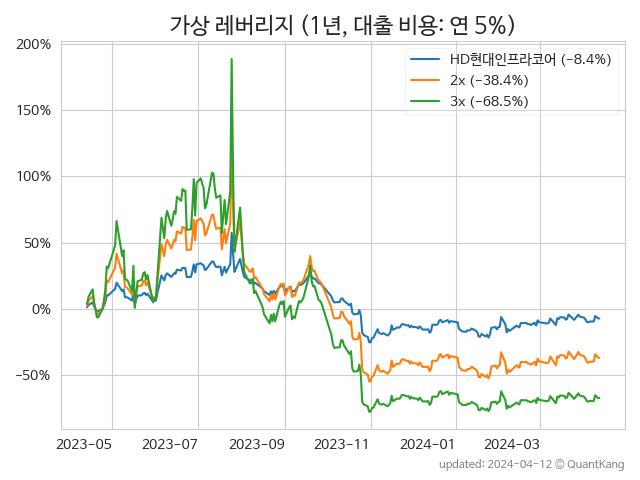 가상 레버리지 (1년, 대출 비용: 연 5%)
HD현대인프라코어 (−8.4%)
2x (−38.4%)
3x (−68.5%)
200%
150%
100%
50%
0%
−50%
2023-05
2023-07
2023-09
2023-11
2024-01
2024-03
updated: 2024-04-12 © QuantKang